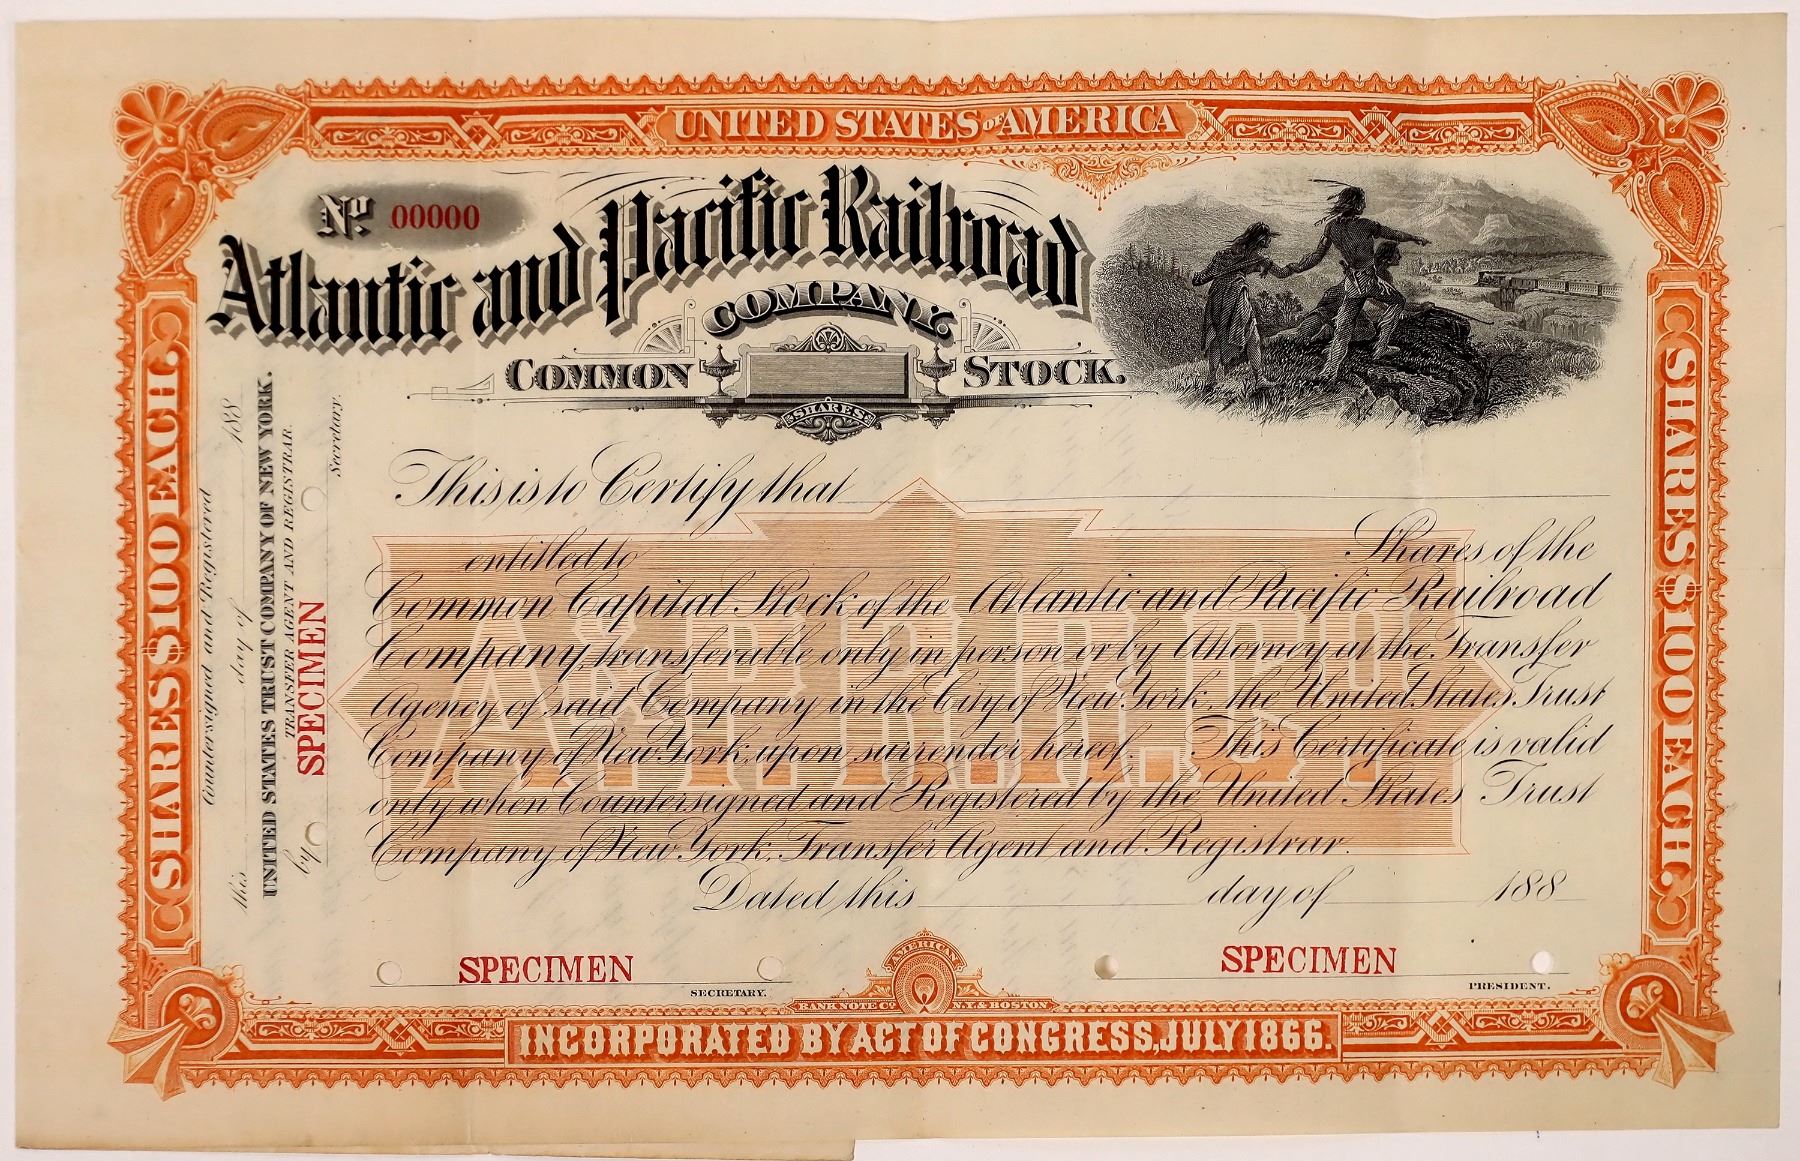 UNITED STATES OF AMERICA
Nº 00000
Atlantic and Pacific Railroad
COMPANY.
COMMON STOCK.
SHARES
This is to Certify that
entitled to Shares of the
Common Capital Stock of the Atlantic and Pacific Railroad
Company, transferable only in person or by Attorney at the Transfer
Agency of said Company in the City of New York, the United States Trust
Company of New York, upon surrender hereof. This Certificate is valid
only when Countersigned and Registered by the United States Trust
Company of New York, Transfer Agent and Registrar.
A.&P.R.R.CO.
Dated this day of 188
SPECIMEN
SECRETARY.
SPECIMEN
PRESIDENT.
AMERICAN
BANK NOTE CO N.Y. & BOSTON
INCORPORATED BY ACT OF CONGRESS, JULY 1866.
SHARES $100 EACH.
Countersigned and Registered
this day of 188
UNITED STATES TRUST COMPANY OF NEW YORK.
TRANSFER AGENT AND REGISTRAR.
SPECIMEN
by Secretary.
SHARES $100 EACH.